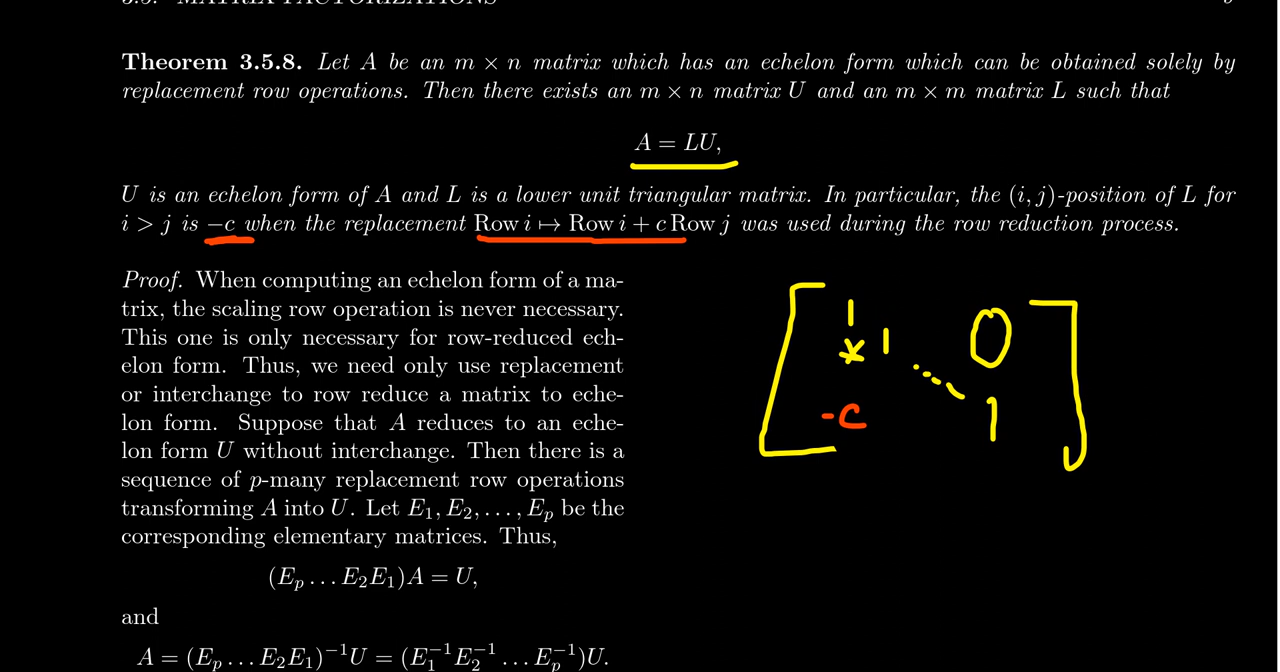 3.5. MATRIX FACTORIZATIONS
Theorem 3.5.8. Let A be an m × n matrix which has an echelon form which can be obtained solely by
replacement row operations. Then there exists an m × n matrix U and an m × m matrix L such that
A = LU,
U is an echelon form of A and L is a lower unit triangular matrix. In particular, the (i, j)-position of L for
i > j is −c when the replacement Row i ↦ Row i + c Row j was used during the row reduction process.
Proof. When computing an echelon form of a ma-
trix, the scaling row operation is never necessary.
This one is only necessary for row-reduced ech-
elon form. Thus, we need only use replacement
or interchange to row reduce a matrix to eche-
lon form. Suppose that A reduces to an eche-
lon form U without interchange. Then there is a
sequence of p-many replacement row operations
transforming A into U. Let E₁, E₂, . . . , Eₚ be the
corresponding elementary matrices. Thus,
(Eₚ . . . E₂E₁)A = U,
and
A = (Eₚ . . . E₂E₁)⁻¹U = (E₁⁻¹E₂⁻¹ . . . Eₚ⁻¹)U.
1 0
* 1 ⋱
-c 1